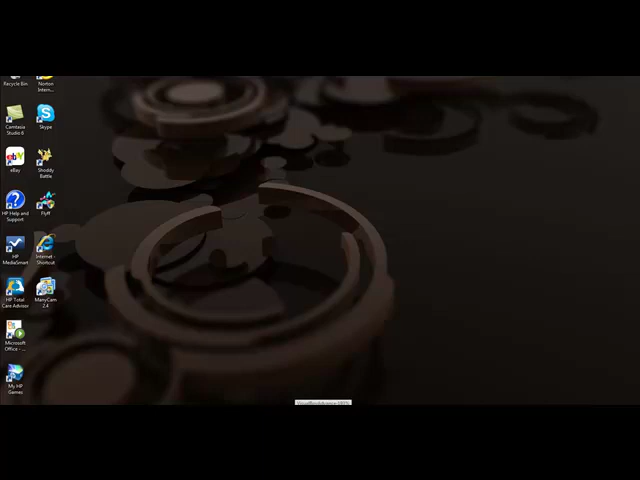 Recycle Bin
Norton
Intern...
Camtasia
Studio 6
Skype
eBay
Shoddy
Battle
HP Help and
Support
Flyff
HP
MediaSmart
Internet -
Shortcut
HP Total
Care Advisor
ManyCam
2.4
Microsoft
Office - ...
My HP
Games